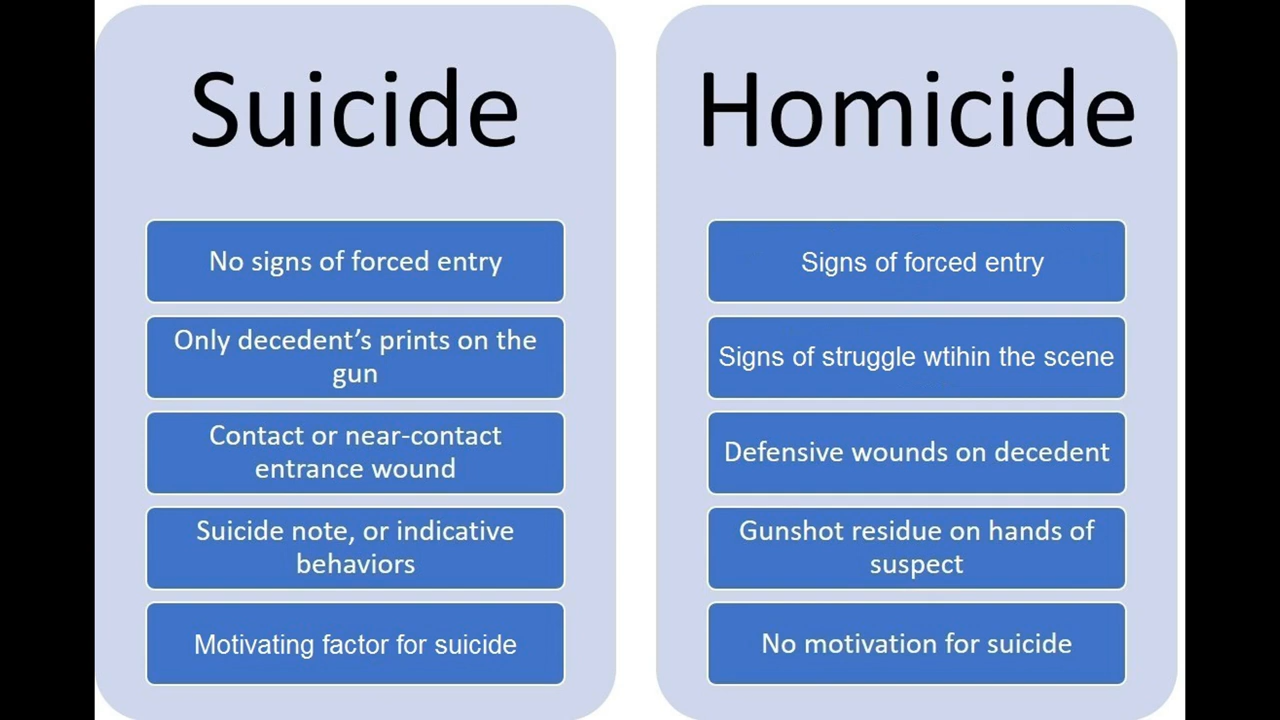 Suicide
No signs of forced entry
Only decedent’s prints on the
gun
Contact or near-contact
entrance wound
Suicide note, or indicative
behaviors
Motivating factor for suicide
Homicide
Signs of forced entry
Signs of struggle wtihin the scene
Defensive wounds on decedent
Gunshot residue on hands of
suspect
No motivation for suicide